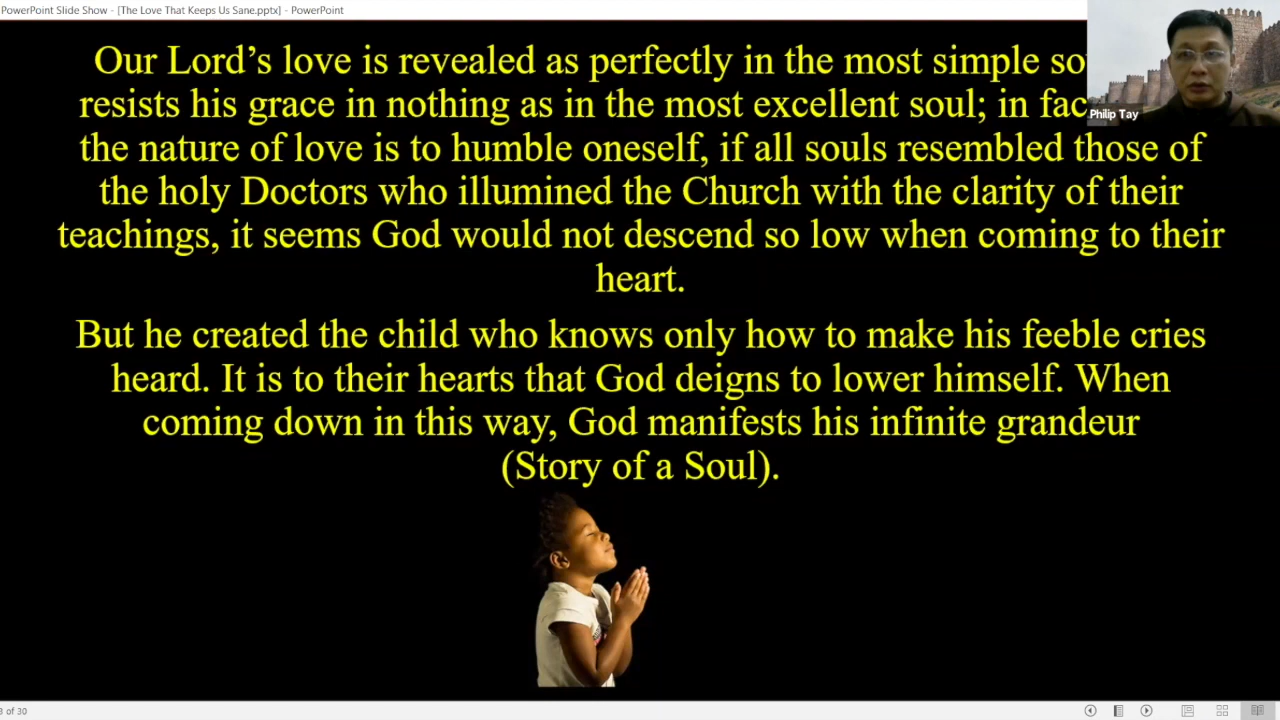 PowerPoint Slide Show - [The Love That Keeps Us Sane.pptx] - PowerPoint
Our Lord’s love is revealed as perfectly in the most simple
resists his grace in nothing as in the most excellent soul; in
the nature of love is to humble oneself, if all souls resembled those of
the holy Doctors who illumined the Church with the clarity of their
teachings, it seems God would not descend so low when coming to their
heart.
But he created the child who knows only how to make his feeble cries
heard. It is to their hearts that God deigns to lower himself. When
coming down in this way, God manifests his infinite grandeur
(Story of a Soul).
Philip Tay
of 30